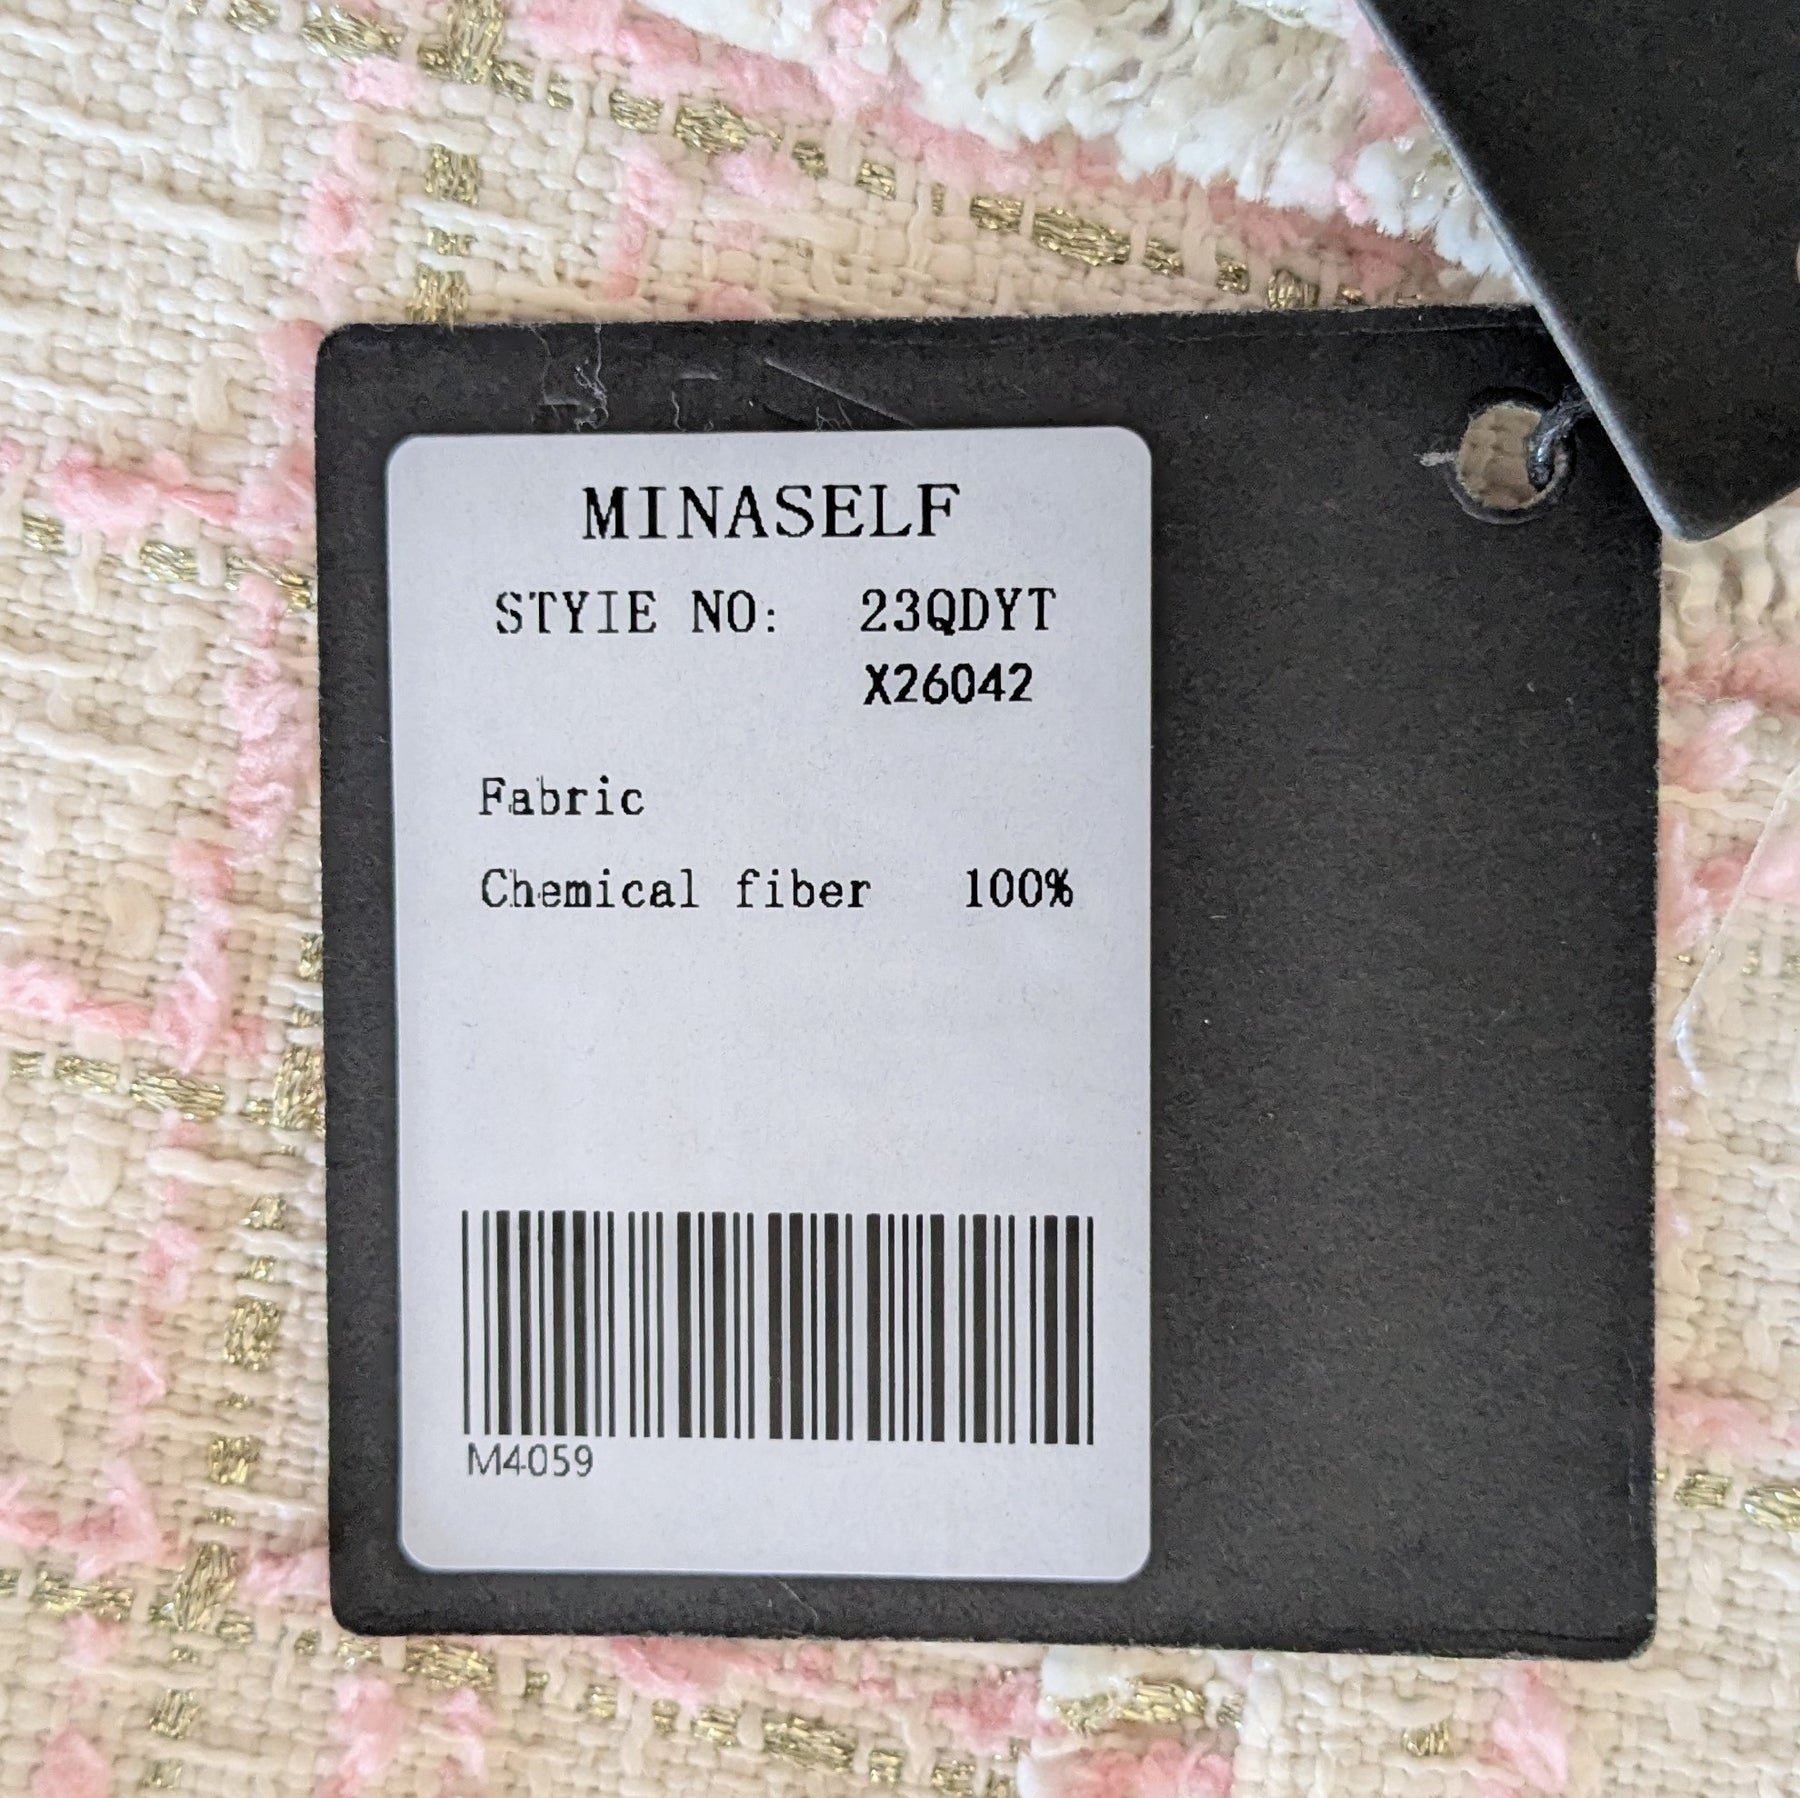 MINASELF
STYIE NO: 23QDYT
X26042
Fabric
Chemical fiber 100%
M4059